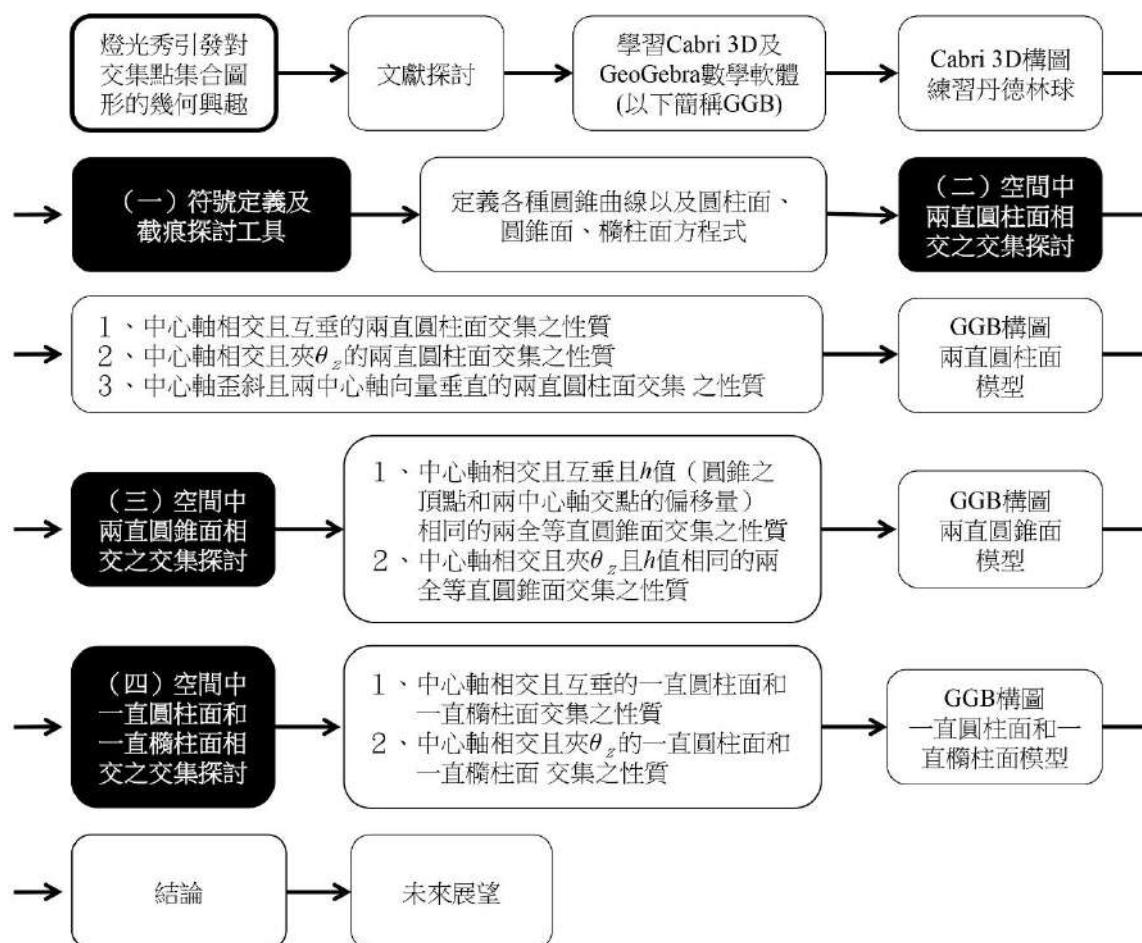 燈光秀引發對
交集點集合圖
形的幾何興趣
文獻探討
學習Cabri 3D及
GeoGebra數學軟體
(以下簡稱GGB)
Cabri 3D構圖
練習丹德林球
（一）符號定義及
截痕探討工具
定義各種圓錐曲線以及圓柱面、
圓錐面、橢柱面方程式
（二）空間中
兩直圓柱面相
交之交集探討
1、中心軸相交且互垂的兩直圓柱面交集之性質
2、中心軸相交且夾θz的兩直圓柱面交集之性質
3、中心軸歪斜且兩中心軸向量垂直的兩直圓柱面交集 之性質
GGB構圖
兩直圓柱面
模型
（三）空間中
兩直圓錐面相
交之交集探討
1、中心軸相交且互垂且h值（圓錐之
頂點和兩中心軸交點的偏移量）
相同的兩全等直圓錐面交集之性質
2、中心軸相交且夾θz且h值相同的兩
全等直圓錐面交集之性質
GGB構圖
兩直圓錐面
模型
（四）空間中
一直圓柱面和
一直橢柱面相
交之交集探討
1、中心軸相交且互垂的一直圓柱面和
一直橢柱面交集之性質
2、中心軸相交且夾θz的一直圓柱面和
一直橢柱面 交集之性質
GGB構圖
一直圓柱面和一
直橢柱面模型
結論
未來展望